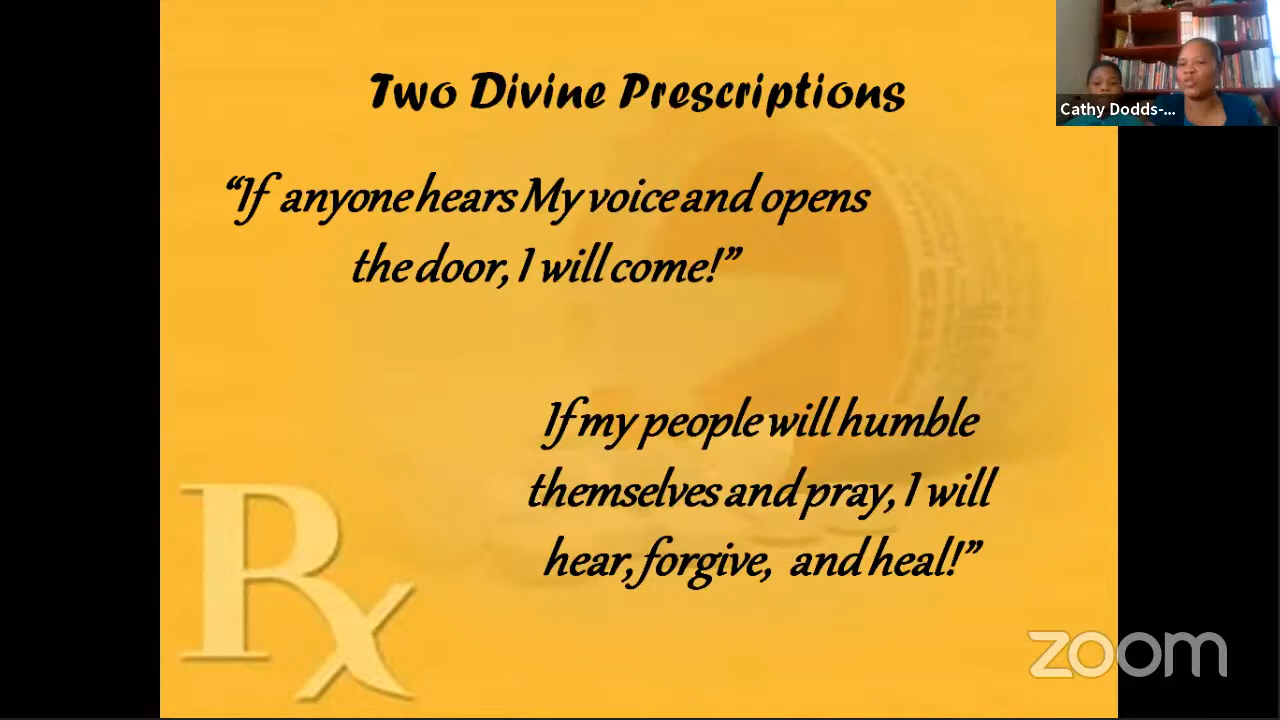 Two Divine Prescriptions
Cathy Dodds-...
“If anyone hears My voice and opens
the door, I will come!”
If my people will humble
themselves and pray, I will
hear, forgive, and heal!”
Rx
zoom